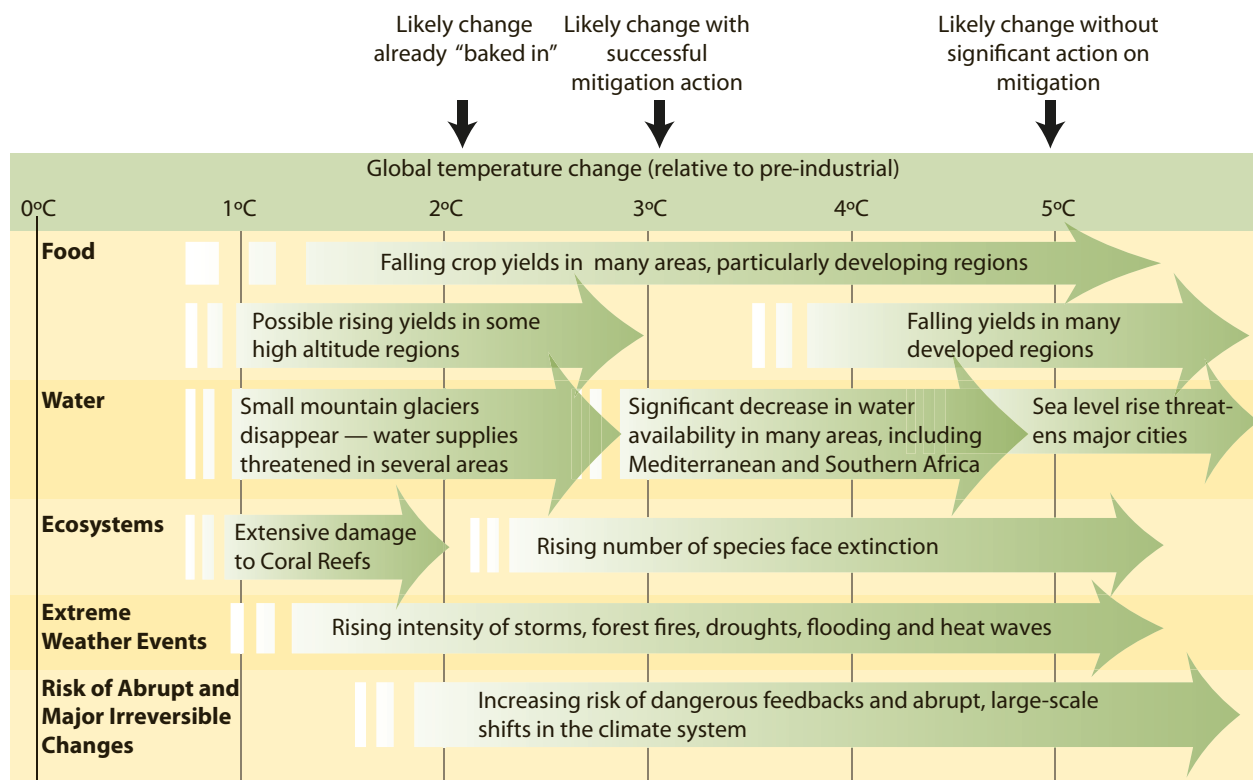 Likely change
already “baked in”
Likely change with
successful
mitigation action
Likely change without
significant action on
mitigation
Global temperature change (relative to pre-industrial)
0ºC 1ºC 2ºC 3ºC 4ºC 5ºC
Food
Falling crop yields in many areas, particularly developing regions
Possible rising yields in some
high altitude regions
Falling yields in many
developed regions
Water
Small mountain glaciers
disappear — water supplies
threatened in several areas
Significant decrease in water
availability in many areas, including
Mediterranean and Southern Africa
Sea level rise threat-
ens major cities
Ecosystems
Extensive damage
to Coral Reefs
Rising number of species face extinction
Extreme
Weather Events
Rising intensity of storms, forest fires, droughts, flooding and heat waves
Risk of Abrupt and
Major Irreversible
Changes
Increasing risk of dangerous feedbacks and abrupt, large-scale
shifts in the climate system